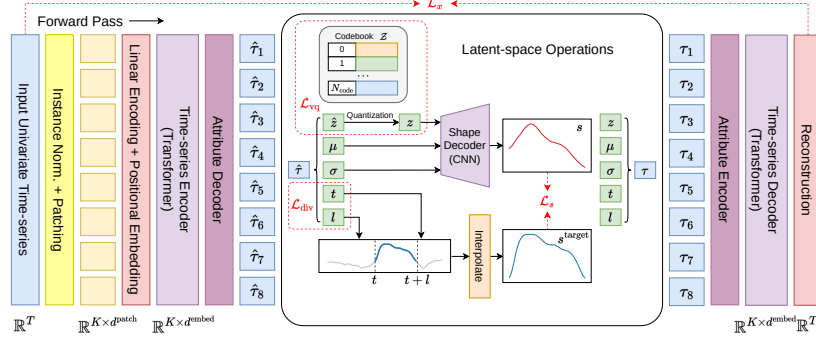 Forward Pass
𝓛ₓ
Input Univariate Time-series
ℝ^T
Instance Norm. + Patching
ℝ^{K×d^{patch}}
Linear Encoding + Positional Embedding
Time-series Encoder
(Transformer)
ℝ^{K×d^{embed}}
Attribute Decoder
τ̂₁
τ̂₂
τ̂₃
τ̂₄
τ̂₅
τ̂₆
τ̂₇
τ̂₈
Latent-space Operations
Codebook 𝒵
0
1
...
N_code
𝓛_vq
τ̂
ẑ
Quantization
z
μ
σ
t
l
𝓛_div
Shape
Decoder
(CNN)
s
𝓛_s
t
t + l
Interpolate
s^target
z
μ
σ
t
l
τ
τ₁
τ₂
τ₃
τ₄
τ₅
τ₆
τ₇
τ₈
Attribute Encoder
Time-series Decoder
(Transformer)
ℝ^{K×d^{embed}}
Reconstruction
ℝ^T